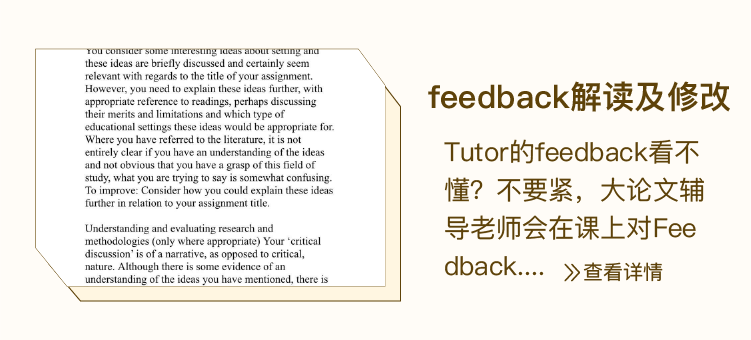 You consider some interesting ideas about setting and
these ideas are briefly discussed and certainly seem
relevant with regards to the title of your assignment.
However, you need to explain these ideas further, with
appropriate reference to readings, perhaps discussing
their merits and limitations and which type of
educational settings these ideas would be appropriate for.
Where you have referred to the literature, it is not
entirely clear if you have an understanding of the ideas
and not obvious that you have a grasp of this field of
study, what you are trying to say is somewhat confusing.
To improve: Consider how you could explain these ideas
further in relation to your assignment title.
Understanding and evaluating research and
methodologies (only where appropriate) Your ‘critical
discussion’ is of a narrative, as opposed to critical,
nature. Although there is some evidence of an
understanding of the ideas you have mentioned, there is
feedback解读及修改
Tutor的feedback看不
懂？不要紧，大论文辅
导老师会在课上对Fee
dback....
查看详情